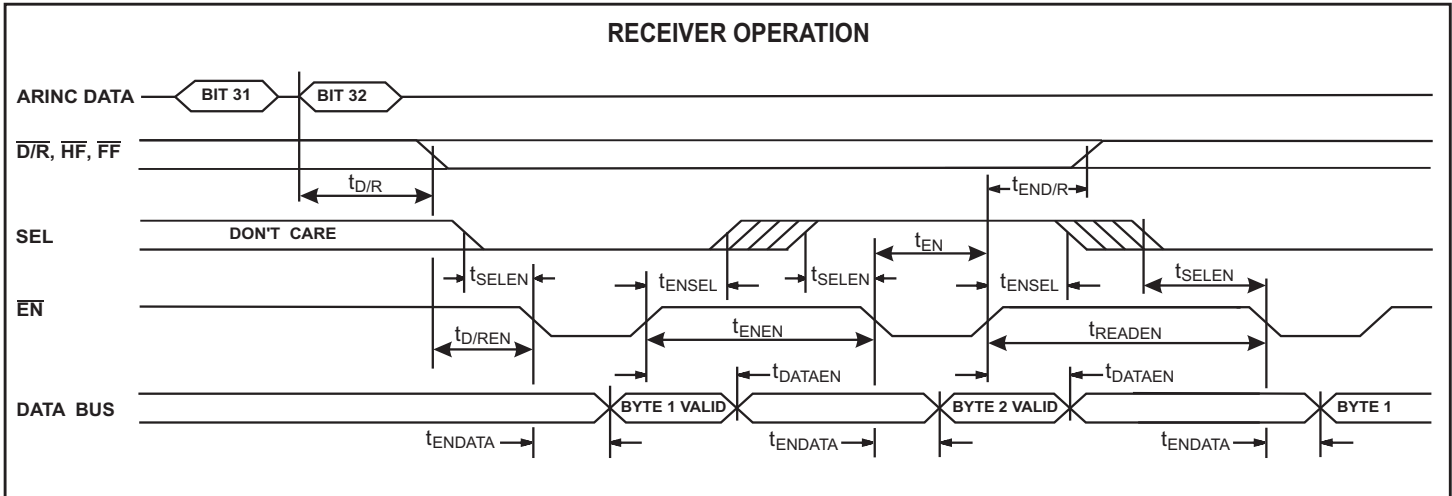 RECEIVER OPERATION
ARINC DATA BIT 31 BIT 32
D/R, HF, FF
tD/R tEND/R
SEL DON'T CARE
tEN
tSELEN tENSEL tSELEN tENSEL tSELEN
EN
tD/REN tENEN tREADEN
tDATAEN tDATAEN
DATA BUS BYTE 1 VALID BYTE 2 VALID BYTE 1
tENDATA tENDATA tENDATA